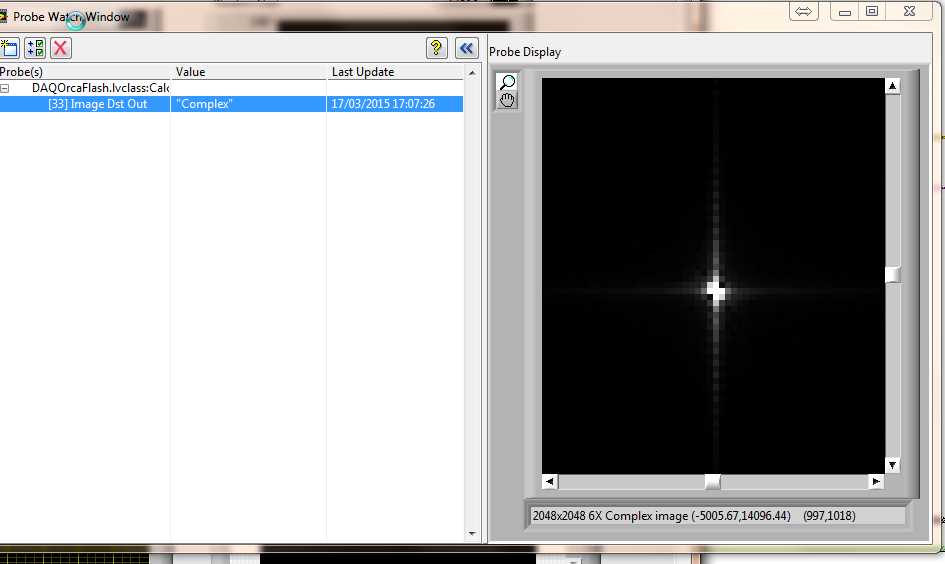 Probe Watch Window
Probe(s) Value Last Update
DAQOrcaFlash.lvclass:Calc
[33] Image Dst Out "Complex" 17/03/2015 17:07:26
Probe Display
2048x2048 6X Complex image (-5005.67,14096.44) (997,1018)